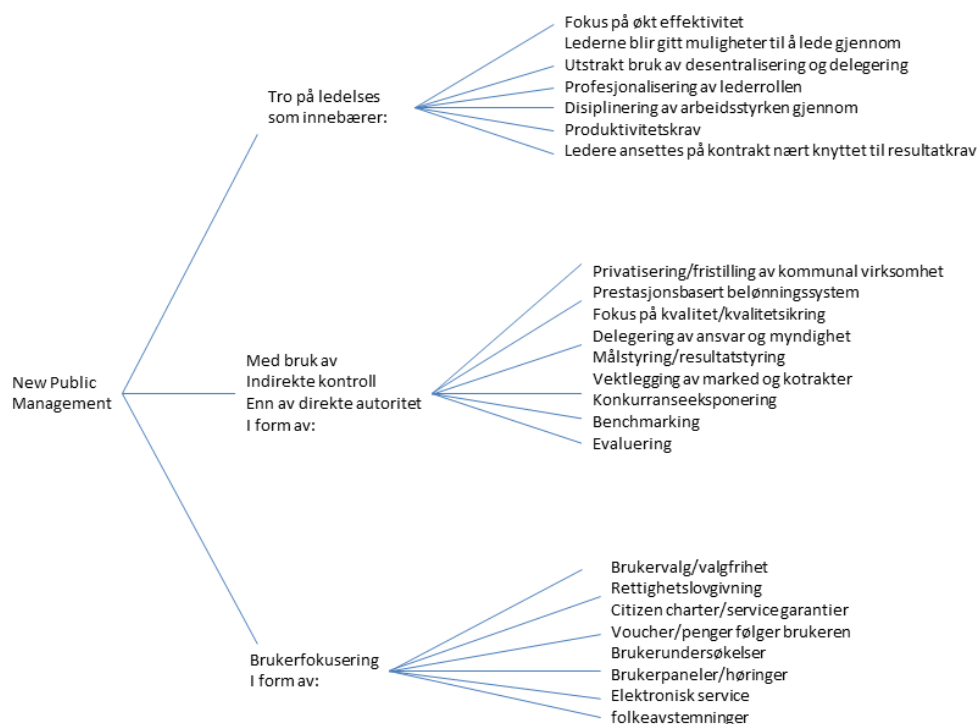 Fokus på økt effektivitet
Lederne blir gitt muligheter til å lede gjennom
Utstrakt bruk av desentralisering og delegering
Profesjonalisering av lederrollen
Disiplinering av arbeidsstyrken gjennom
Produktivitetskrav
Ledere ansettes på kontrakt nært knyttet til resultatkrav
Tro på ledelses
som innebærer:
Privatisering/fristilling av kommunal virksomhet
Prestasjonsbasert belønningssystem
Fokus på kvalitet/kvalitetsikring
Delegering av ansvar og myndighet
Målstyring/resultatstyring
Vektlegging av marked og kotrakter
Konkurranseeksponering
Benchmarking
Evaluering
Med bruk av
Indirekte kontroll
Enn av direkte autoritet
I form av:
New Public
Management
Brukervalg/valgfrihet
Rettighetslovgivning
Citizen charter/service garantier
Voucher/penger følger brukeren
Brukerundersøkelser
Brukerpaneler/høringer
Elektronisk service
folkeavstemninger
Brukerfokusering
I form av: